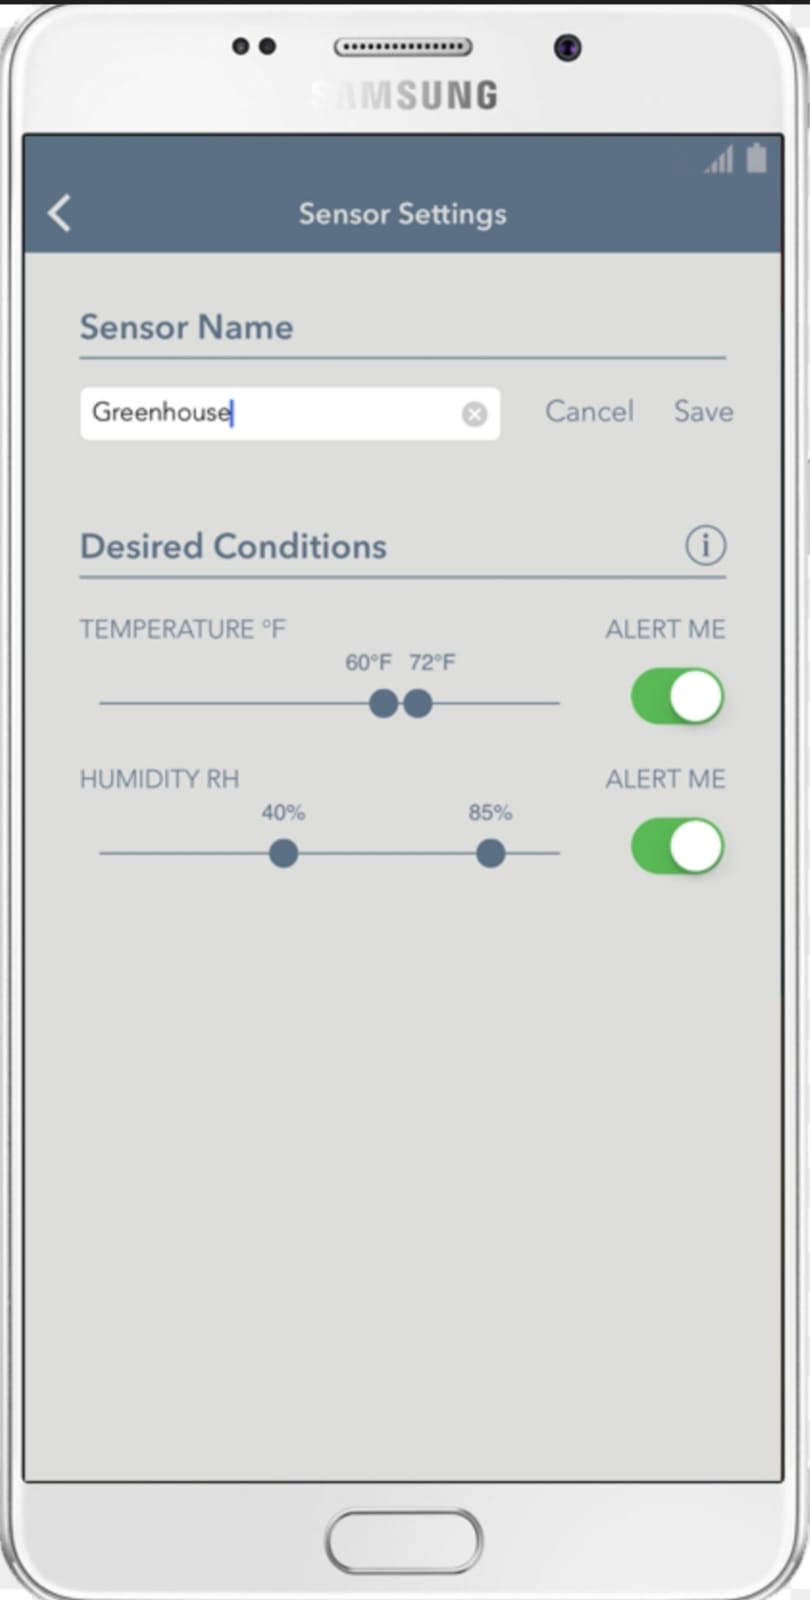 SAMSUNG
Sensor Settings
Sensor Name
Greenhouse Cancel Save
Desired Conditions i
TEMPERATURE °F ALERT ME
60°F 72°F
HUMIDITY RH ALERT ME
40% 85%